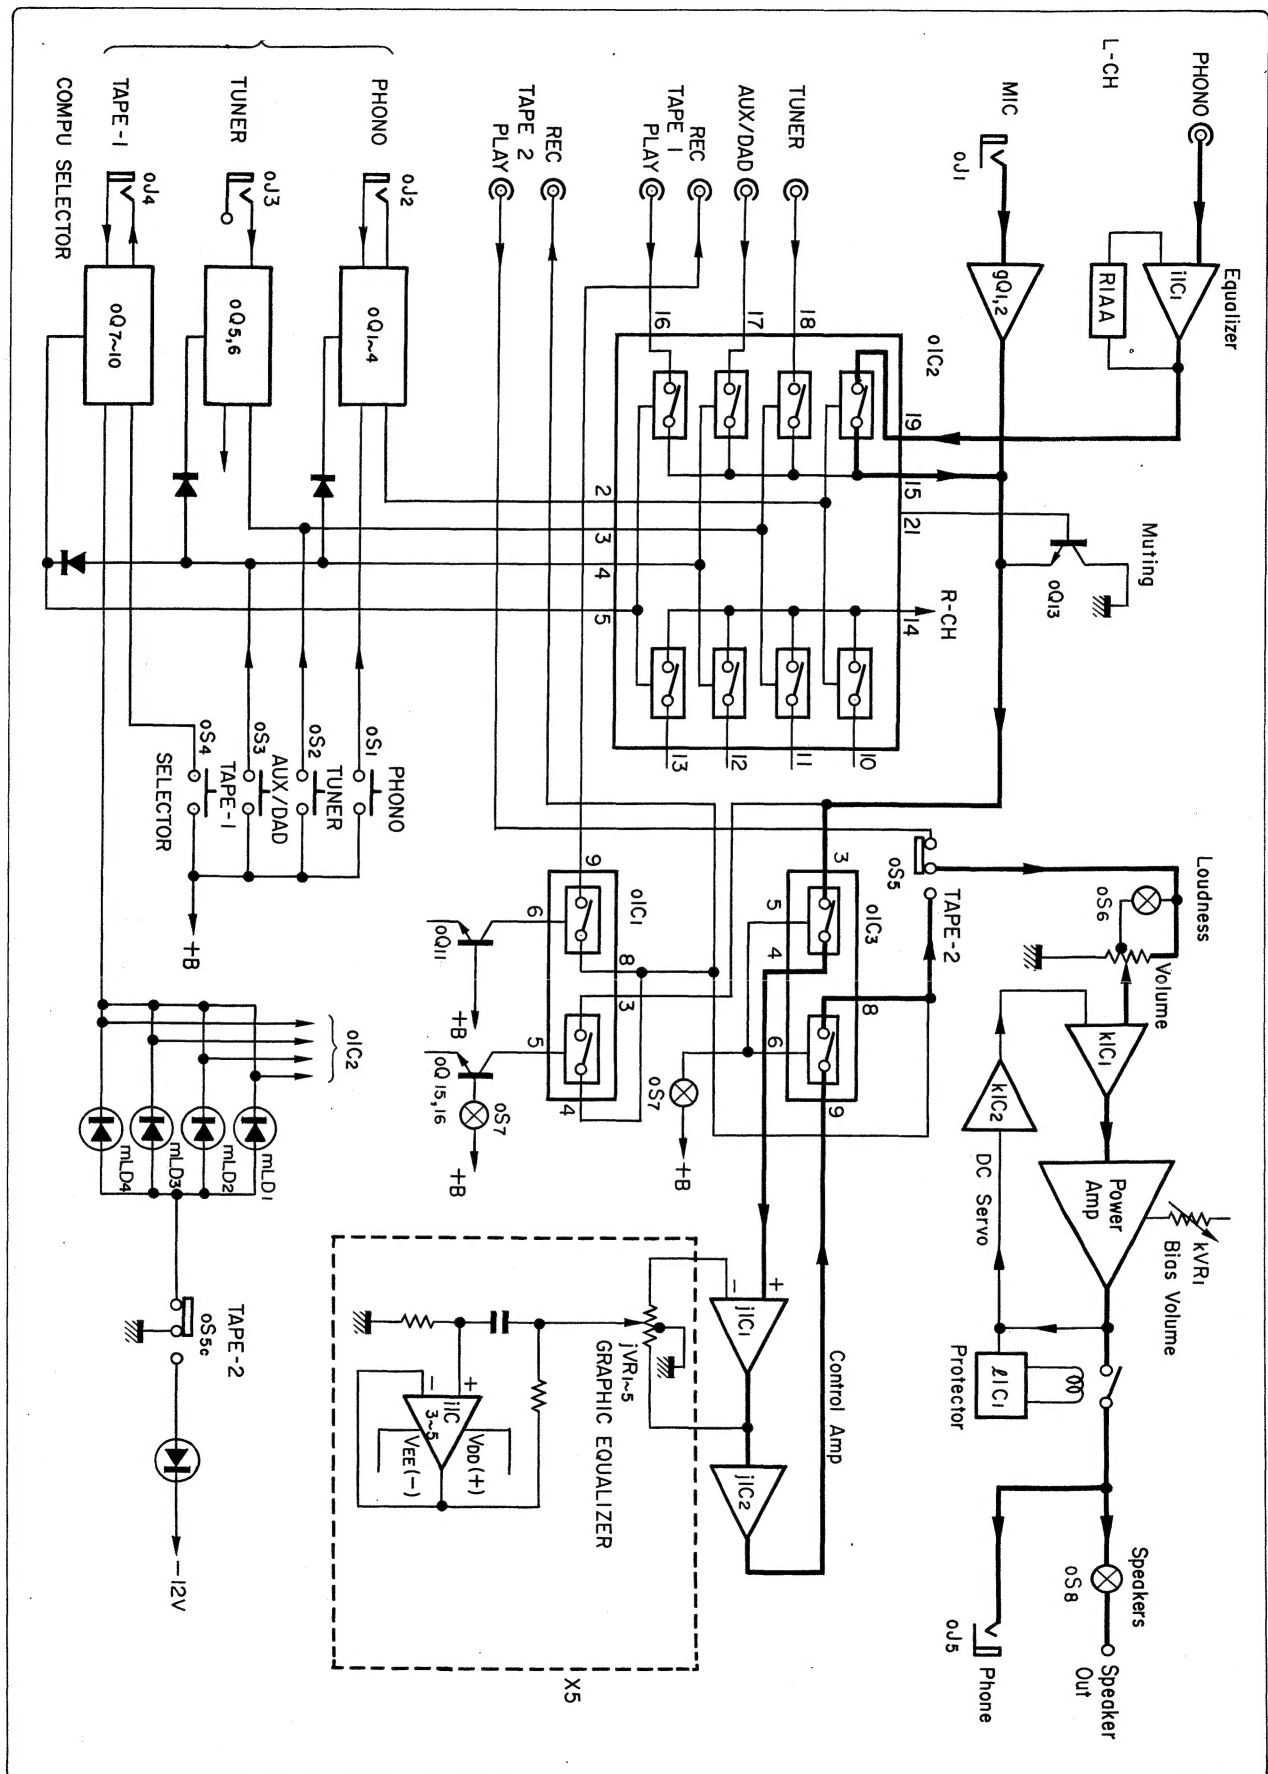 L-CH
PHONO
Equalizer
iIC1
RIAA
MIC
oJ1
gQ1,2
TUNER
AUX/DAD
REC
TAPE 1
PLAY
REC
TAPE 2
PLAY
PHONO
oJ2
oQ1~4
TUNER
oJ3
oQ5,6
TAPE-1
oJ4
oQ7~10
COMPU SELECTOR
oIC2
18
17
16
19
15
21
2
3
4
5
14
R-CH
10
11
12
13
Muting
oQ13
PHONO
oS1
TUNER
oS2
AUX/DAD
oS3
TAPE-1
oS4
SELECTOR
+B
oIC2
mLD1
mLD2
mLD3
mLD4
TAPE-2
oS5c
-12V
oIC1
9
6
8
3
5
4
oQ11
+B
oQ15,16
oS7
+B
oIC3
3
5
4
8
6
9
oS7
+B
TAPE-2
oS5
Loudness
oS6
Volume
kIC1
kIC2
DC Servo
Power
Amp
kVR1
Bias Volume
ℓIC1
Protector
Speakers
oS8
Speaker
Out
oJ5
Phone
Control Amp
+
-
jIC1
jIC2
jVR1~5
GRAPHIC EQUALIZER
+
-
jIC
3~5
VDD(+)
VEE(-)
X5